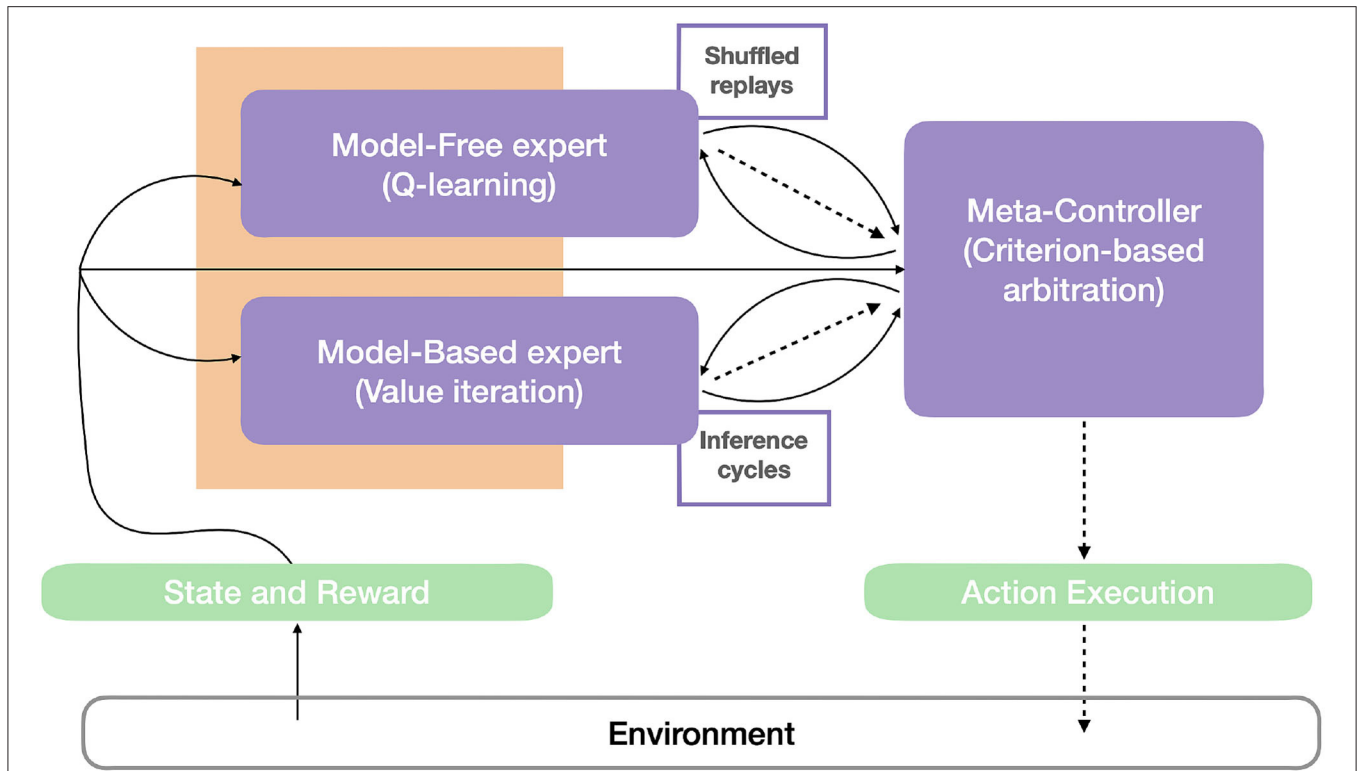 Shuffled
replays
Model-Free expert
(Q-learning)
Meta-Controller
(Criterion-based
arbitration)
Model-Based expert
(Value iteration)
Inference
cycles
State and Reward
Action Execution
Environment